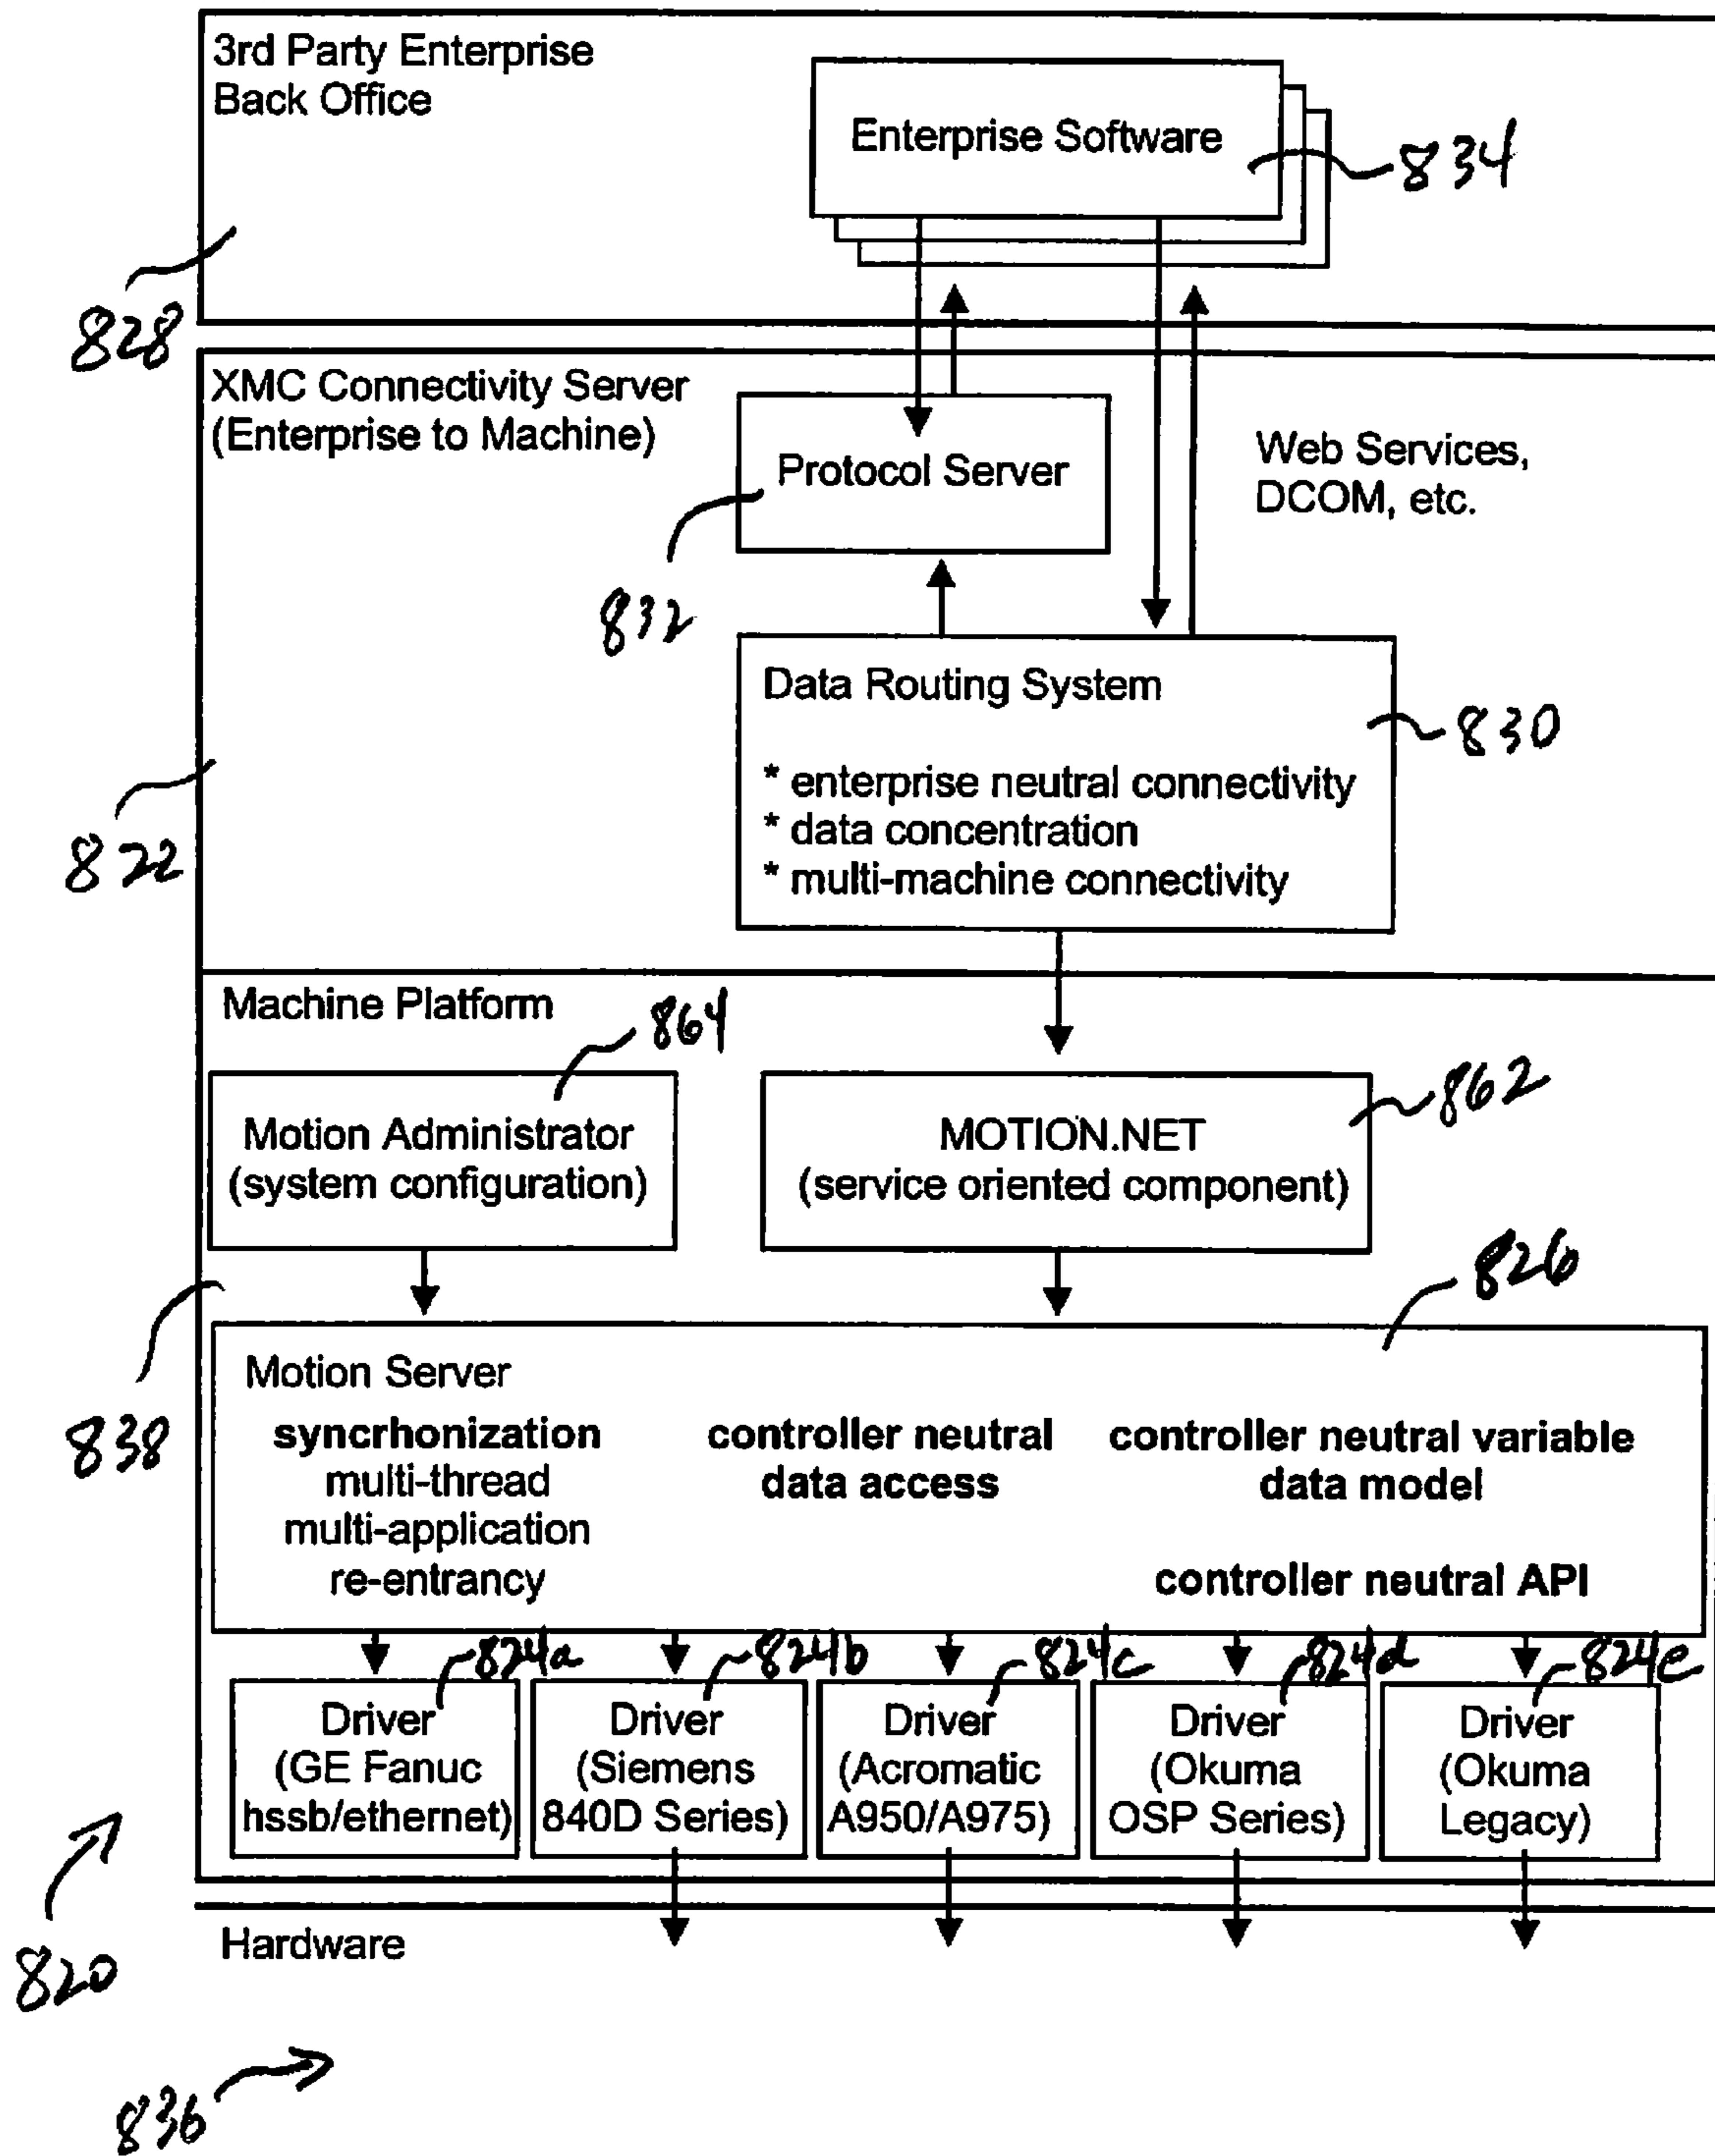 3rd Party Enterprise
Back Office
Enterprise Software
834
828
XMC Connectivity Server
(Enterprise to Machine)
Protocol Server
Web Services,
DCOM, etc.
832
Data Routing System
830
* enterprise neutral connectivity
* data concentration
* multi-machine connectivity
822
Machine Platform
864
862
Motion Administrator
(system configuration)
MOTION.NET
(service oriented component)
826
Motion Server
syncrhonization
multi-thread
multi-application
re-entrancy
controller neutral
data access
controller neutral variable
data model
controller neutral API
838
824a
824b
824c
824d
824e
Driver
(GE Fanuc
hssb/ethernet)
Driver
(Siemens
840D Series)
Driver
(Acromatic
A950/A975)
Driver
(Okuma
OSP Series)
Driver
(Okuma
Legacy)
820
Hardware
836